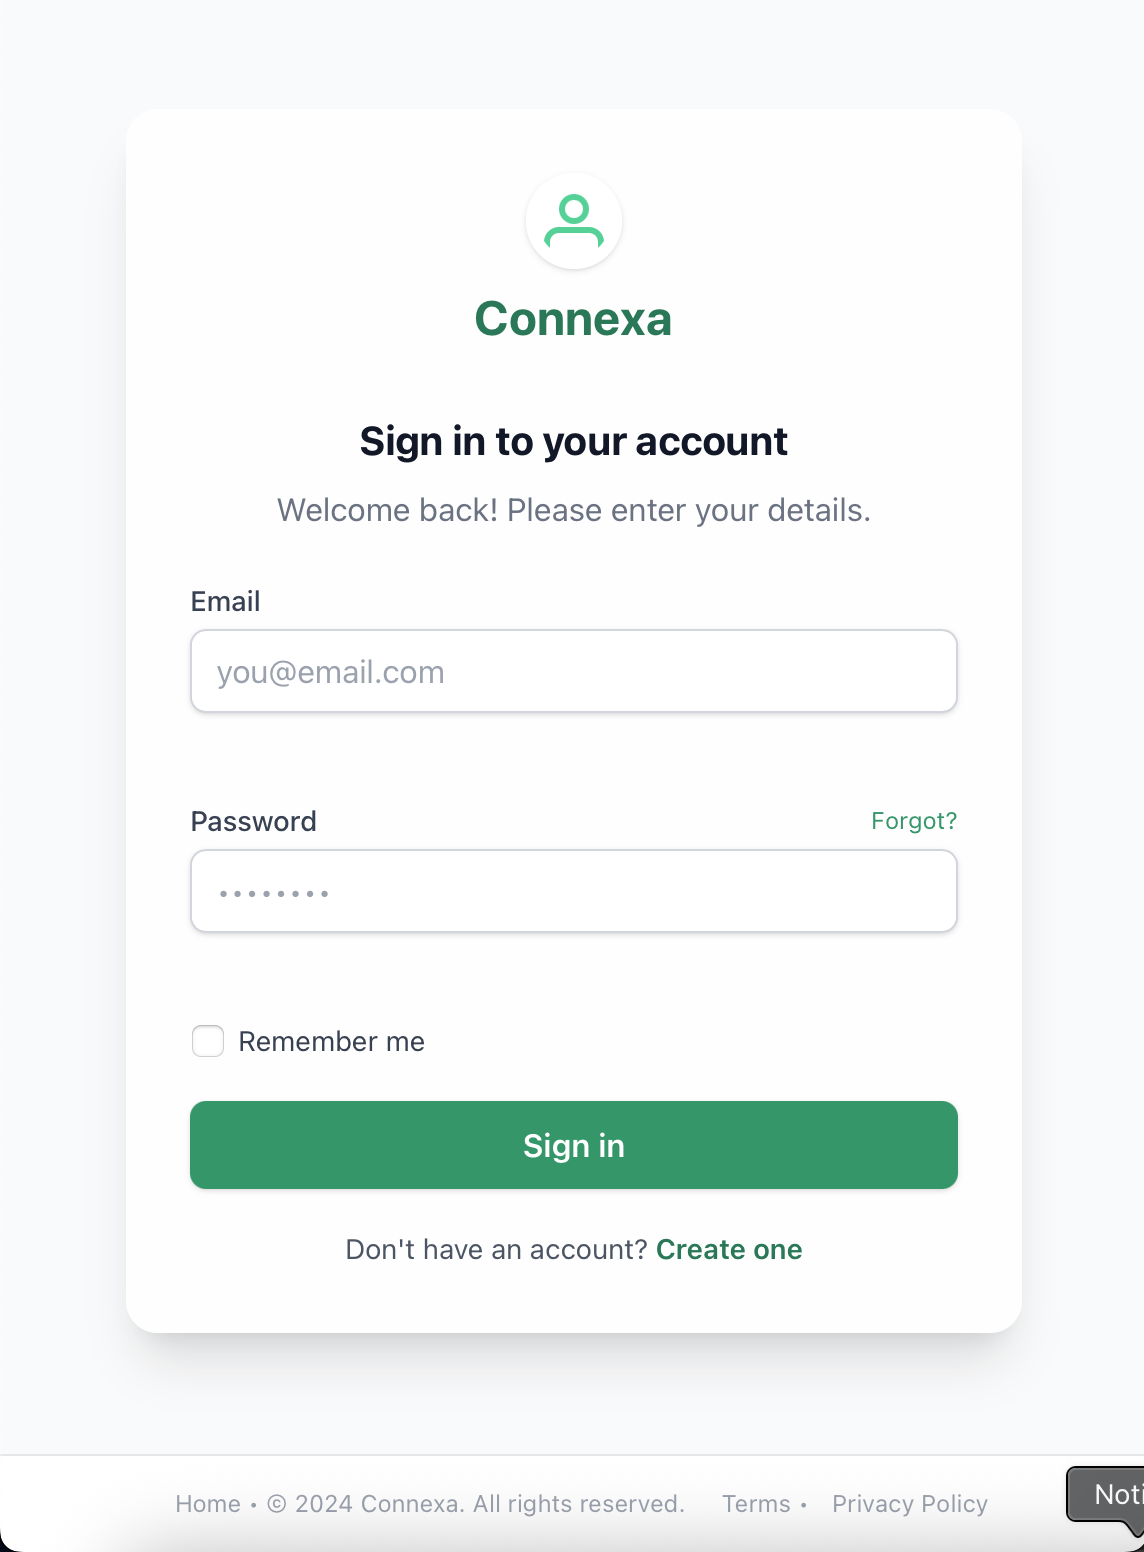 Connexa
Sign in to your account
Welcome back! Please enter your details.
Email
you@email.com
Password Forgot?
••••••••
Remember me
Sign in
Don't have an account? Create one
Home • © 2024 Connexa. All rights reserved. Terms • Privacy Policy